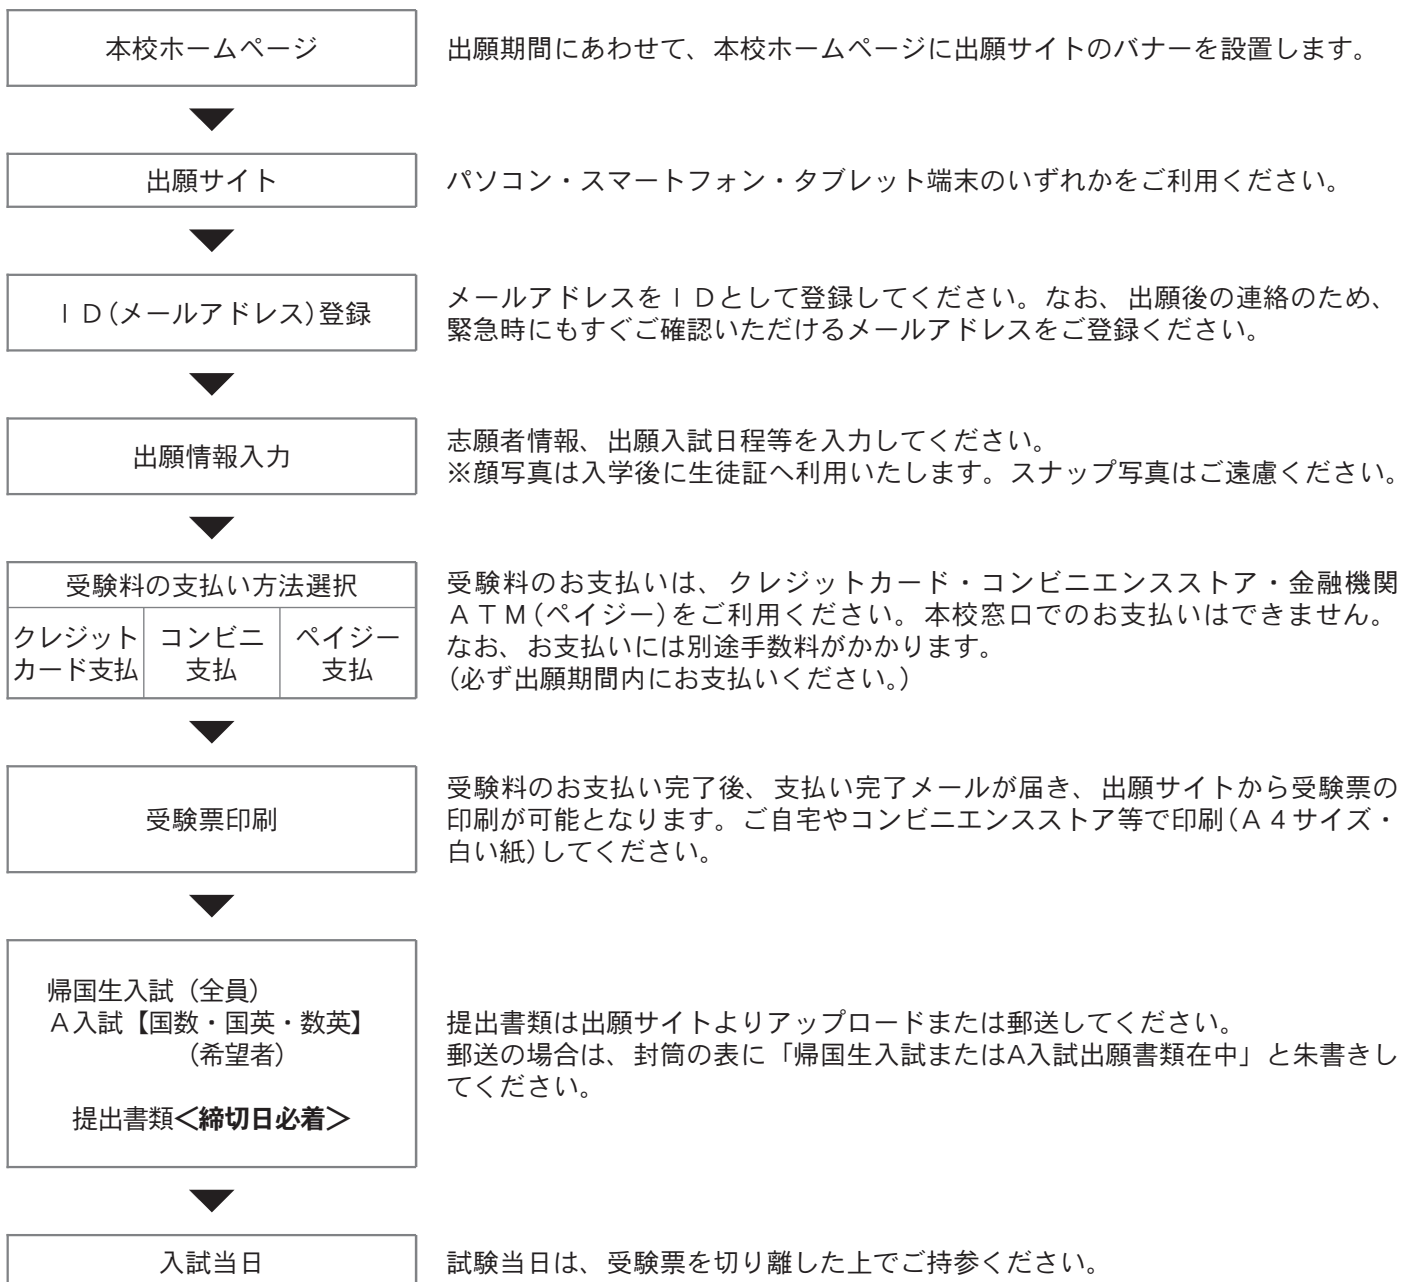 本校ホームページ
出願期間にあわせて、本校ホームページに出願サイトのバナーを設置します。
出願サイト
パソコン・スマートフォン・タブレット端末のいずれかをご利用ください。
ＩＤ(メールアドレス)登録
メールアドレスをＩＤとして登録してください。なお、出願後の連絡のため、
緊急時にもすぐご確認いただけるメールアドレスをご登録ください。
出願情報入力
志願者情報、出願入試日程等を入力してください。
※顔写真は入学後に生徒証へ利用いたします。スナップ写真はご遠慮ください。
受験料の支払い方法選択
クレジット
カード支払
コンビニ
支払
ペイジー
支払
受験料のお支払いは、クレジットカード・コンビニエンスストア・金融機関
ＡＴＭ(ペイジー)をご利用ください。本校窓口でのお支払いはできません。
なお、お支払いには別途手数料がかかります。
(必ず出願期間内にお支払いください。)
受験票印刷
受験料のお支払い完了後、支払い完了メールが届き、出願サイトから受験票の
印刷が可能となります。ご自宅やコンビニエンスストア等で印刷(Ａ４サイズ・
白い紙)してください。
帰国生入試（全員）
Ａ入試【国数・国英・数英】
（希望者）
提出書類＜締切日必着＞
提出書類は出願サイトよりアップロードまたは郵送してください。
郵送の場合は、封筒の表に「帰国生入試またはA入試出願書類在中」と朱書きし
てください。
入試当日
試験当日は、受験票を切り離した上でご持参ください。